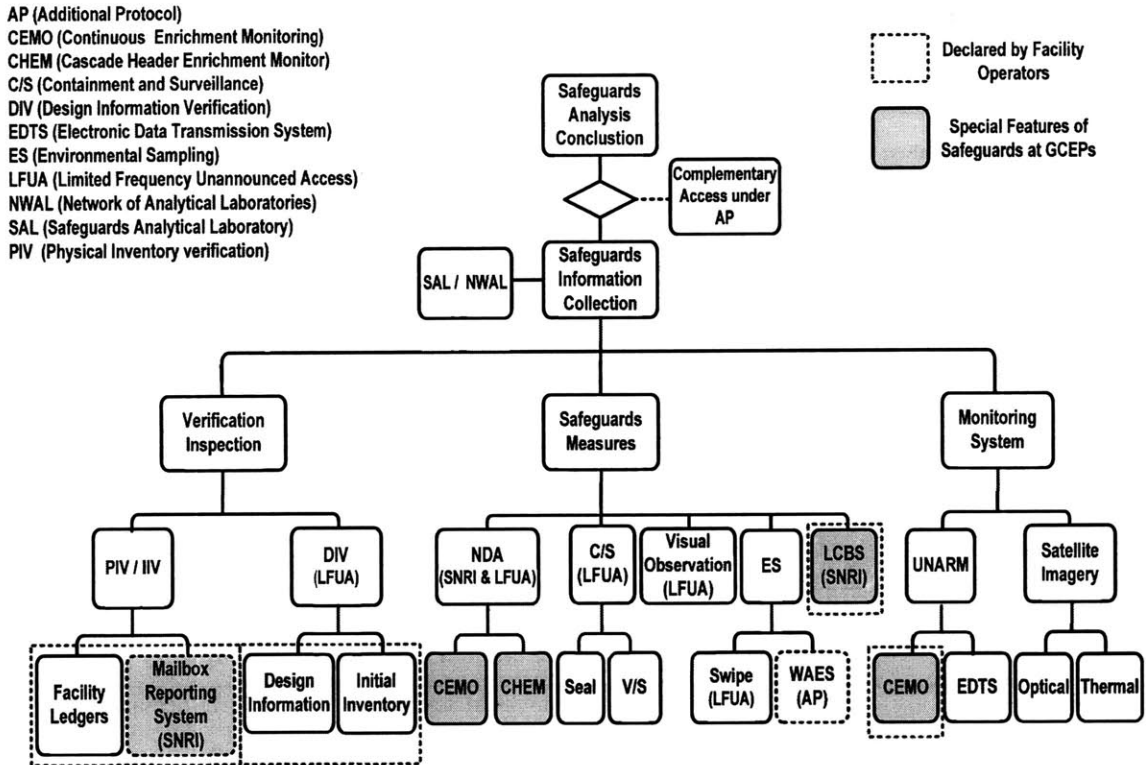 AP (Additional Protocol)
CEMO (Continuous Enrichment Monitoring)
CHEM (Cascade Header Enrichment Monitor)
C/S (Containment and Surveillance)
DIV (Design Information Verification)
EDTS (Electronic Data Transmission System)
ES (Environmental Sampling)
LFUA (Limited Frequency Unannounced Access)
NWAL (Network of Analytical Laboratories)
SAL (Safeguards Analytical Laboratory)
PIV (Physical Inventory verification)
Declared by Facility
Operators
Special Features of
Safeguards at GCEPs
Safeguards
Analysis
Conclustion
Complementary
Access under
AP
SAL / NWAL
Safeguards
Information
Collection
Verification
Inspection
Safeguards
Measures
Monitoring
System
PIV / IIV
DIV
(LFUA)
NDA
(SNRI & LFUA)
C/S
(LFUA)
Visual
Observation
(LFUA)
ES
LCBS
(SNRI)
UNARM
Satellite
Imagery
Facility
Ledgers
Mailbox
Reporting
System
(SNRI)
Design
Information
Initial
Inventory
CEMO
CHEM
Seal
V/S
Swipe
(LFUA)
WAES
(AP)
CEMO
EDTS
Optical
Thermal